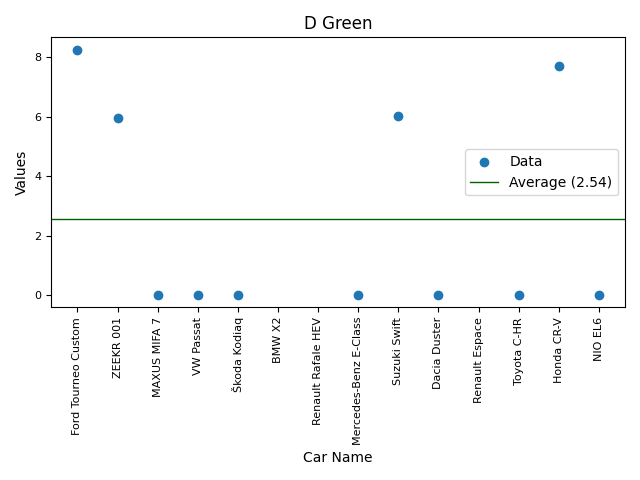 D Green
Values
8
6
4
2
0
Data
Average (2.54)
Ford Tourneo Custom
ZEEKR 001
MAXUS MIFA 7
VW Passat
Škoda Kodiaq
BMW X2
Renault Rafale HEV
Mercedes-Benz E-Class
Suzuki Swift
Dacia Duster
Renault Espace
Toyota C-HR
Honda CR-V
NIO EL6
Car Name